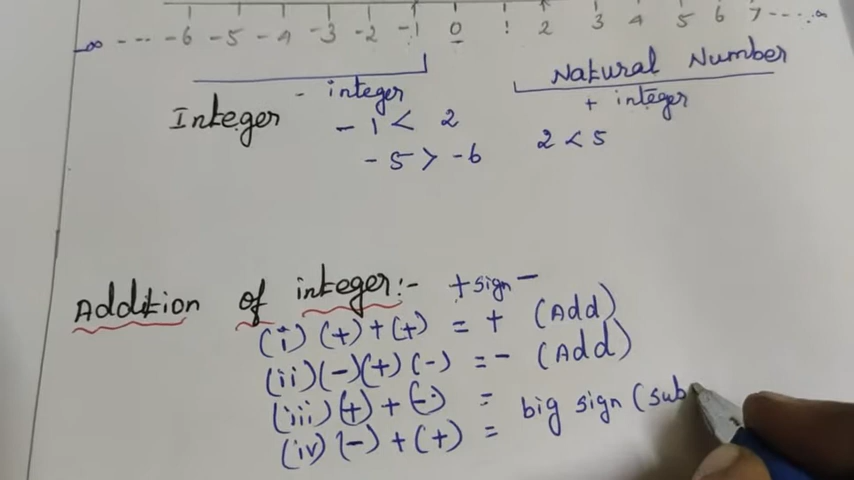 -∞ --- -6 -5 -4 -3 -2 -1 0 1 2 3 4 5 6 7 ---- ∞
Natural Number
- integer
+ integer
Integer
-1 < 2
2 < 5
-5 > -6
Addition of integer:- + sign -
(i) (+) + (+) = + (Add)
(ii) (-) (+) (-) = - (Add)
(iii) (+) + (-) =
big sign (sub
(iv) (-) + (+) =